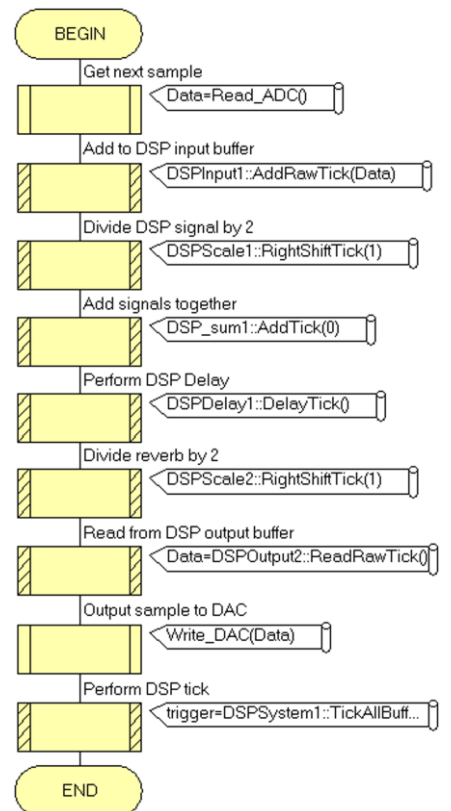 BEGIN
Get next sample
Data=Read_ADC()
Add to DSP input buffer
DSPInput1::AddRawTick(Data)
Divide DSP signal by 2
DSPScale1::RightShiftTick(1)
Add signals together
DSP_sum1::AddTick(0)
Perform DSP Delay
DSPDelay1::DelayTick()
Divide reverb by 2
DSPScale2::RightShiftTick(1)
Read from DSP output buffer
Data=DSPOutput2::ReadRawTick()
Output sample to DAC
Write_DAC(Data)
Perform DSP tick
trigger=DSPSystem1::TickAllBuff...
END